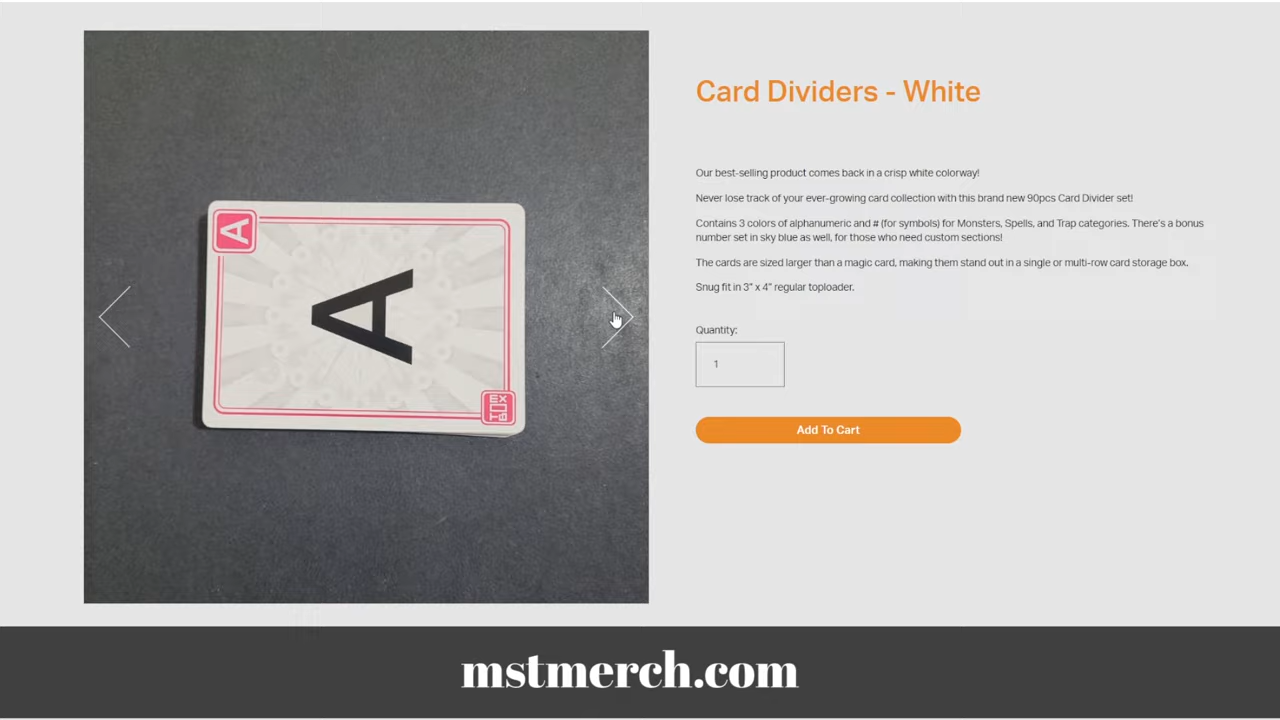 Card Dividers - White
Our best-selling product comes back in a crisp white colorway!
Never lose track of your ever-growing card collection with this brand new 90pcs Card Divider set!
Contains 3 colors of alphanumeric and # (for symbols) for Monsters, Spells, and Trap categories. There's a bonus
number set in sky blue as well, for those who need custom sections!
The cards are sized larger than a magic card, making them stand out in a single or multi-row card storage box.
Snug fit in 3" x 4" regular toploader.
Quantity:
1
Add To Cart
A
A
TOM
BOX
mstmerch.com